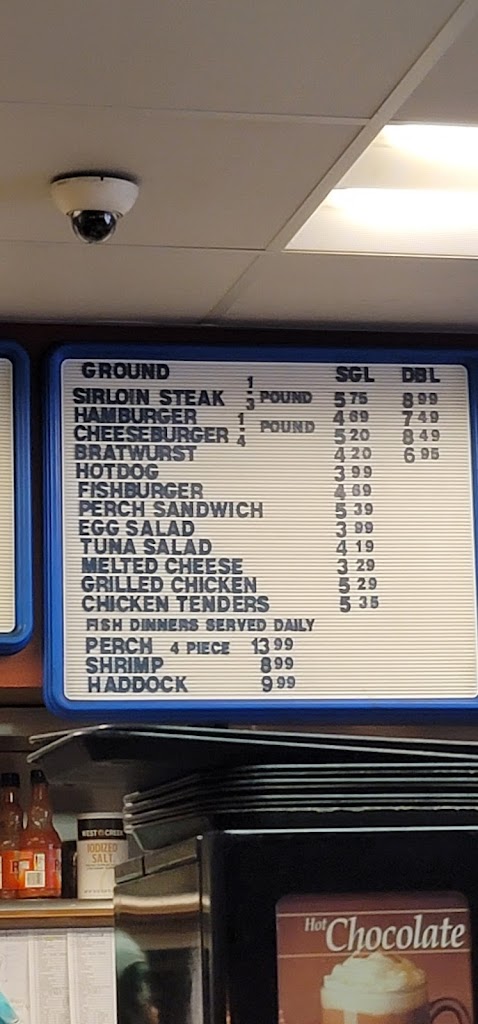 GROUND SGL DBL
SIRLOIN STEAK 1/3 POUND 5 75 8 99
HAMBURGER 1/4 POUND 4 69 7 49
CHEESEBURGER 5 20 8 49
BRATWURST 4 20 6 95
HOTDOG 3 99
FISHBURGER 4 69
PERCH SANDWICH 5 39
EGG SALAD 3 99
TUNA SALAD 4 19
MELTED CHEESE 3 29
GRILLED CHICKEN 5 29
CHICKEN TENDERS 5 35
FISH DINNERS SERVED DAILY
PERCH 4 PIECE 13 99
SHRIMP 8 99
HADDOCK 9 99
WEST CREEK
IODIZED
SALT
Hot Chocolate